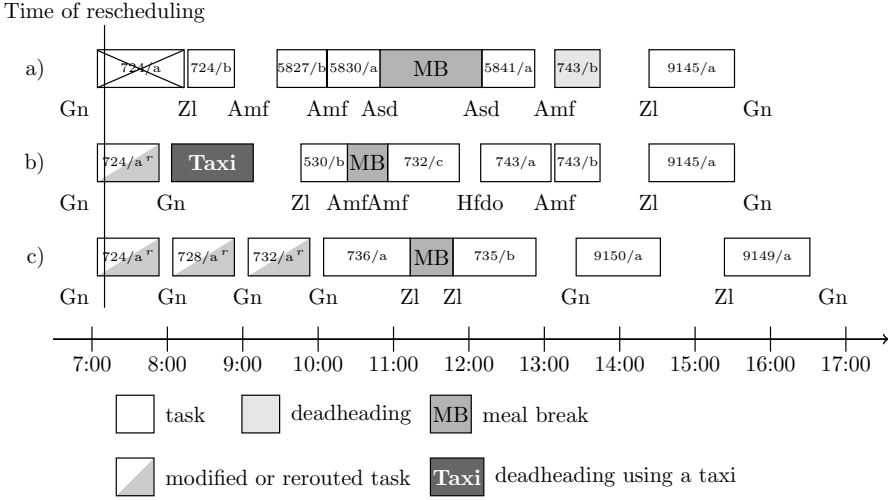 Time of rescheduling
a) 724/a 724/b 5827/b 5830/a MB 5841/a 743/b 9145/a
Gn Zl Amf Amf Asd Asd Amf Zl Gn
b) 724/a r Taxi 530/b MB 732/c 743/a 743/b 9145/a
Gn Gn Zl Amf Amf Hfdo Amf Zl Gn
c) 724/a r 728/a r 732/a r 736/a MB 735/b 9150/a 9149/a
Gn Gn Gn Gn Zl Zl Gn Zl Gn
7:00 8:00 9:00 10:00 11:00 12:00 13:00 14:00 15:00 16:00 17:00
task deadheading MB meal break
modified or rerouted task Taxi deadheading using a taxi